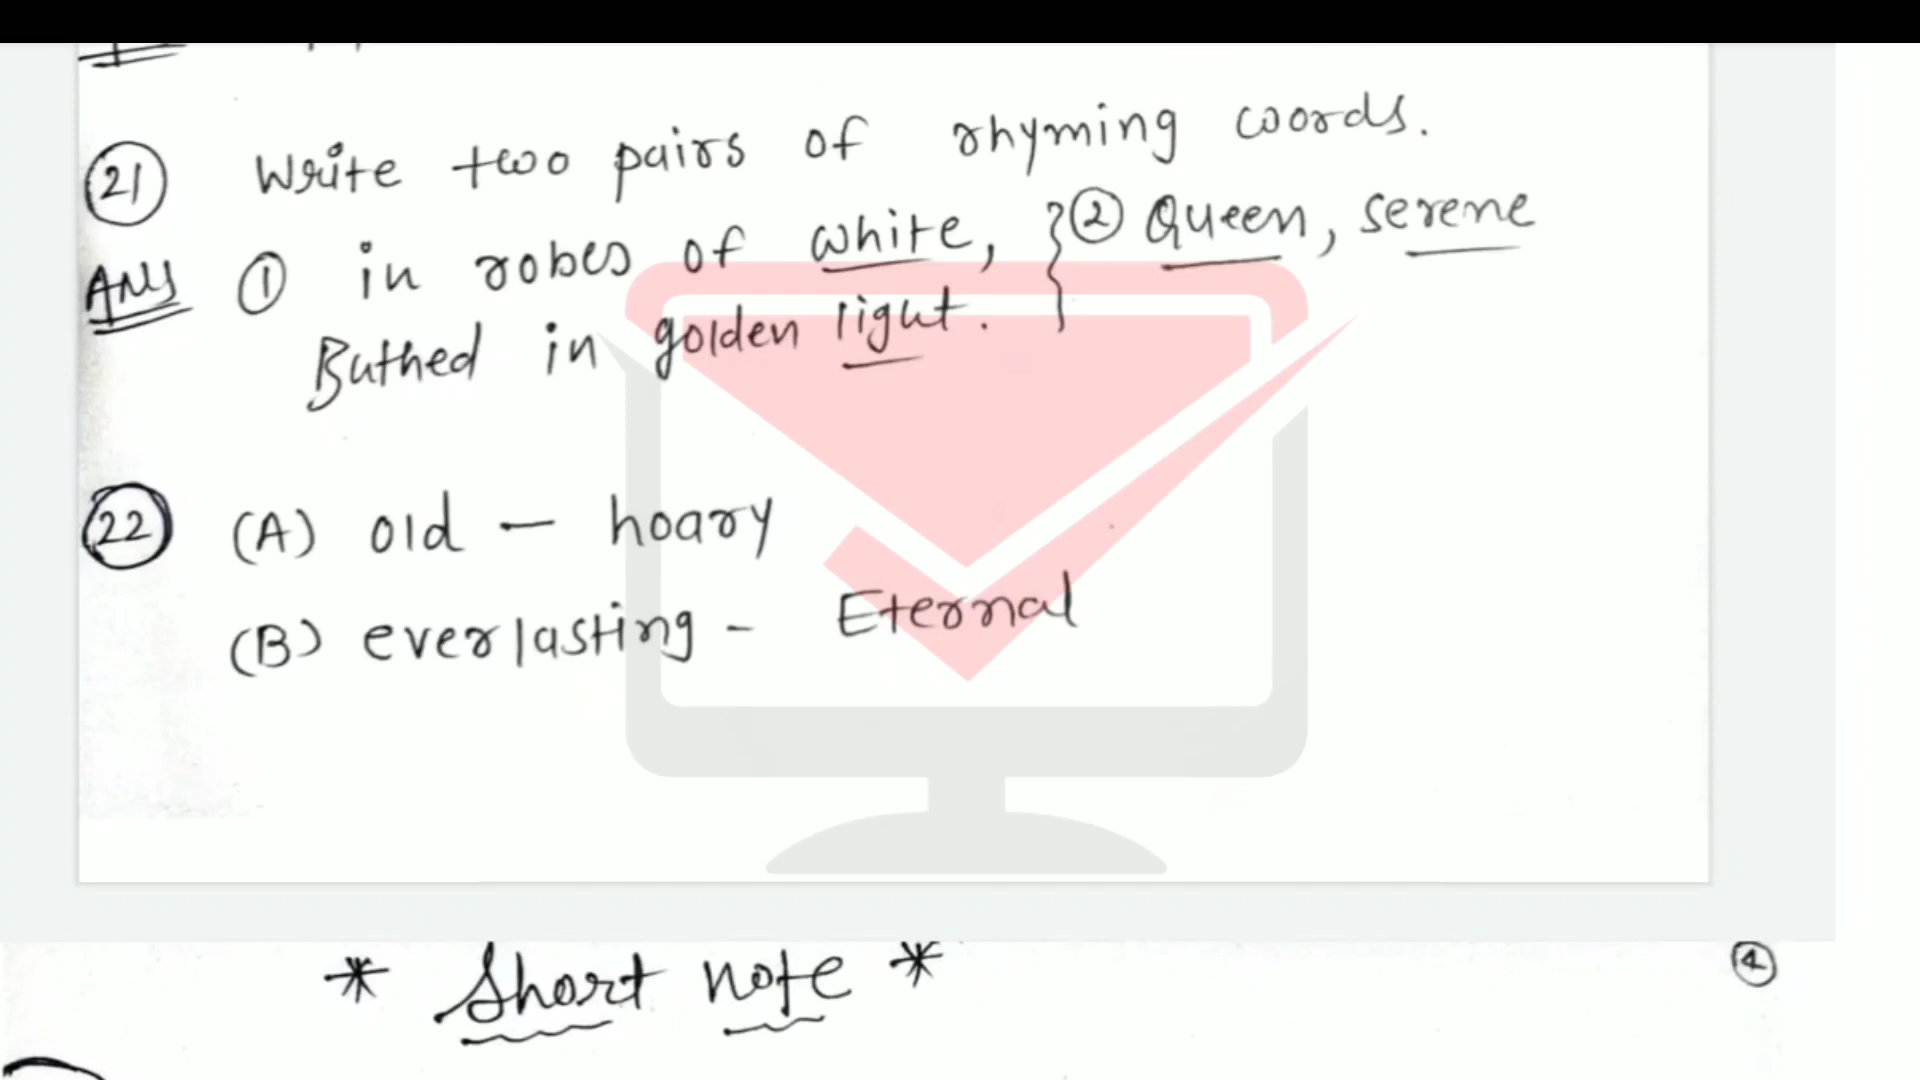 21 Write two pairs of rhyming words.
Ans ① in robes of white, } ② Queen, serene
Bathed in golden light.
22 (A) old — hoary
(B) everlasting - Eternal
* Short note * 4